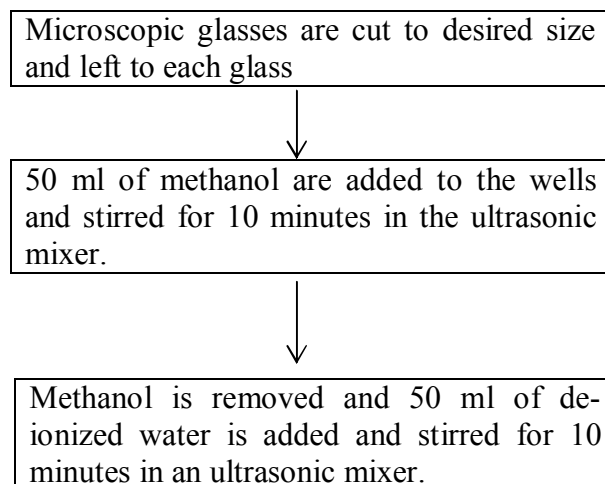 Microscopic glasses are cut to desired size
and left to each glass
50 ml of methanol are added to the wells
and stirred for 10 minutes in the ultrasonic
mixer.
Methanol is removed and 50 ml of de-
ionized water is added and stirred for 10
minutes in an ultrasonic mixer.